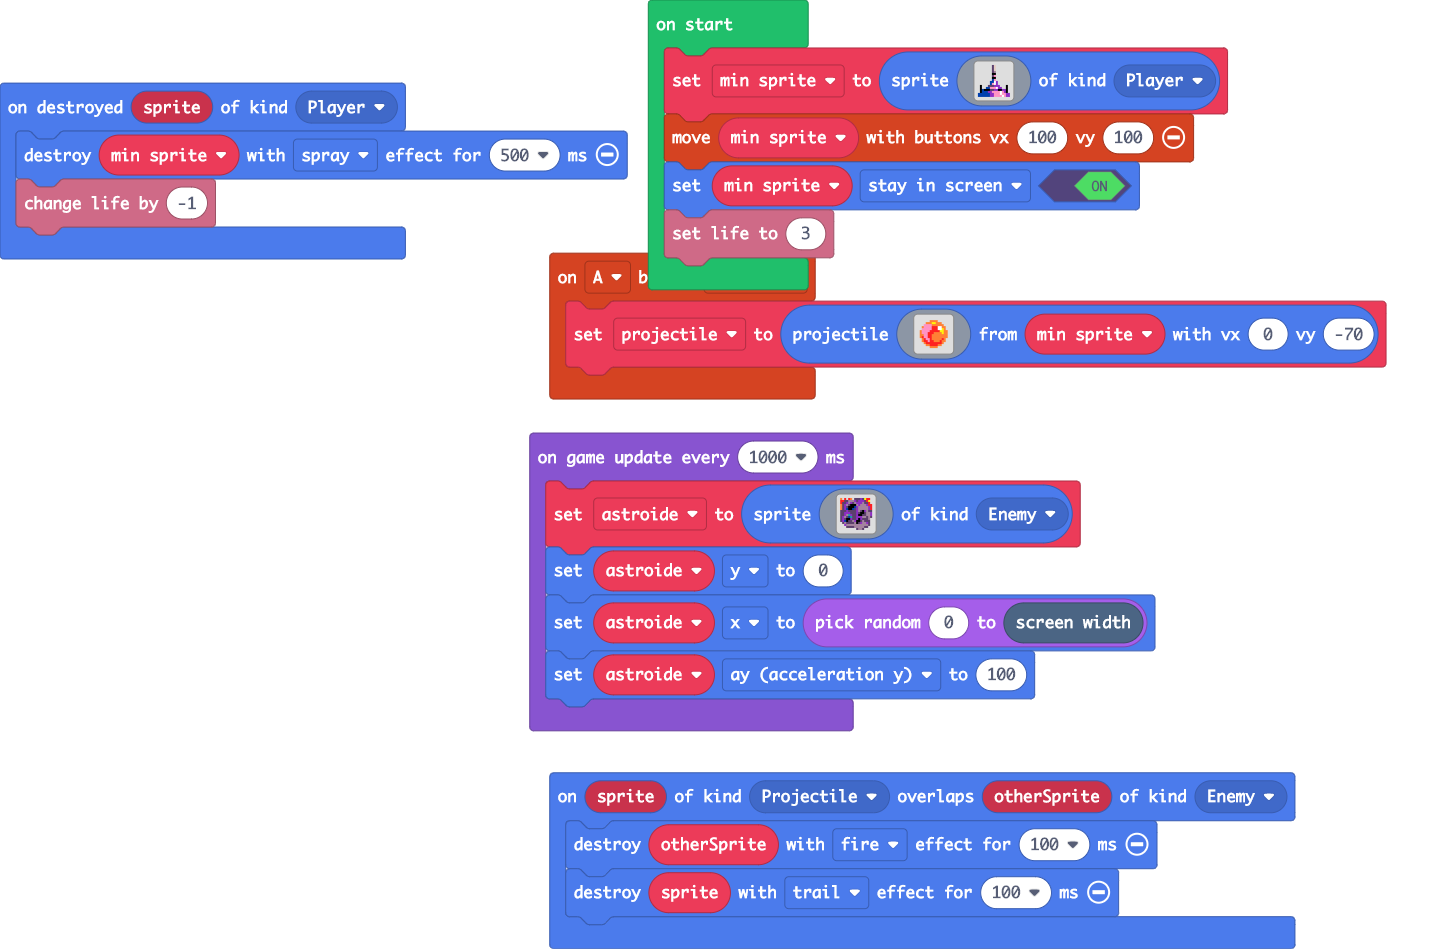 on start
set min sprite to sprite of kind Player
move min sprite with buttons vx 100 vy 100
set min sprite stay in screen ON
set life to 3
on destroyed sprite of kind Player
destroy min sprite with spray effect for 500 ms
change life by -1
on A b
set projectile to projectile from min sprite with vx 0 vy -70
on game update every 1000 ms
set astroide to sprite of kind Enemy
set astroide y to 0
set astroide x to pick random 0 to screen width
set astroide ay (acceleration y) to 100
on sprite of kind Projectile overlaps otherSprite of kind Enemy
destroy otherSprite with fire effect for 100 ms
destroy sprite with trail effect for 100 ms